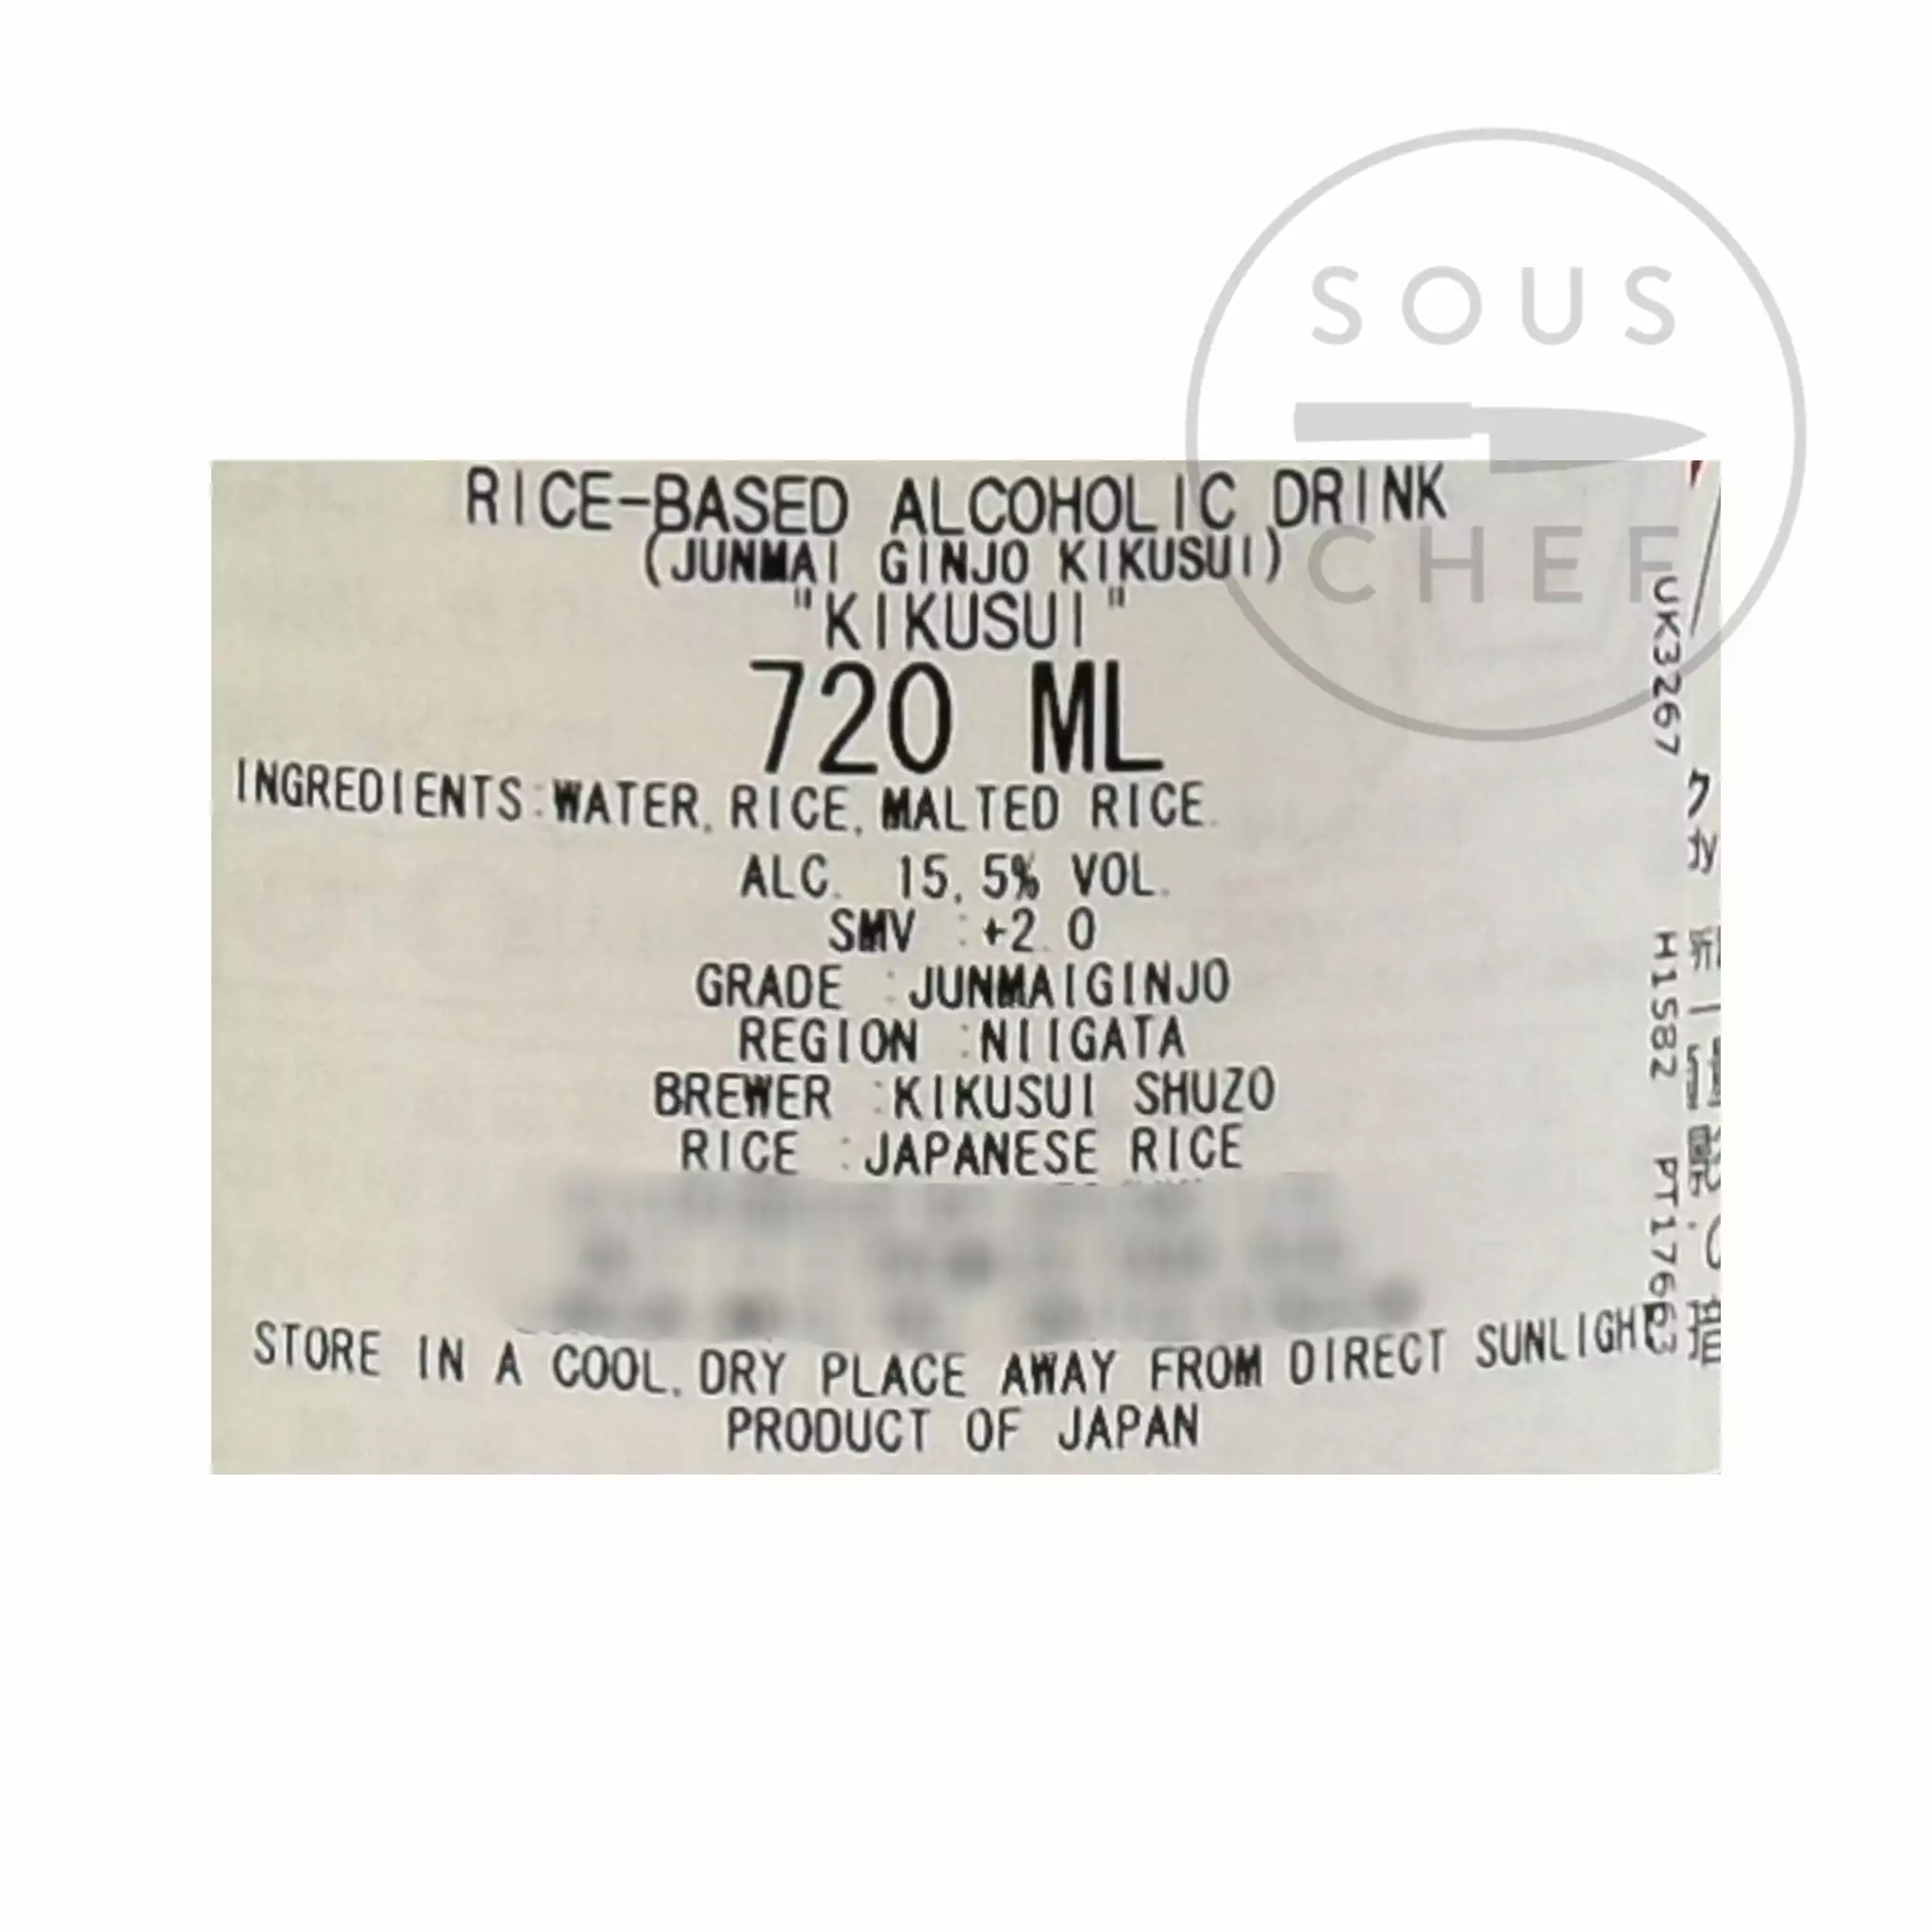 SOUS
CHEF
RICE-BASED ALCOHOLIC DRINK
(JUNMAI GINJO KIKUSUI)
"KIKUSUI"
720 ML
INGREDIENTS:WATER,RICE,MALTED RICE.
ALC. 15.5% VOL.
SMV :+2.0
GRADE :JUNMAIGINJO
REGION :NIIGATA
BREWER :KIKUSUI SHUZO
RICE :JAPANESE RICE
STORE IN A COOL,DRY PLACE AWAY FROM DIRECT SUNLIGHT
PRODUCT OF JAPAN
UK3267 H1582 PT17663